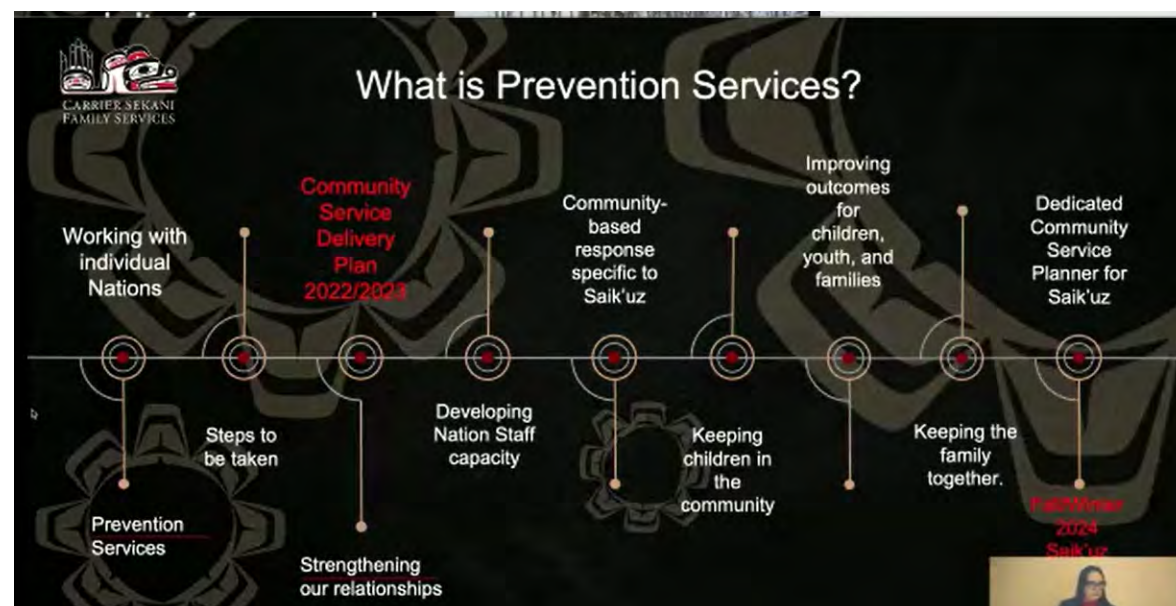 CARRIER SEKANI
FAMILY SERVICES
What is Prevention Services?
Working with
individual
Nations
Prevention
Services
Steps to
be taken
Community
Service
Delivery
Plan
2022/2023
Strengthening
our relationships
Developing
Nation Staff
capacity
Community-
based
response
specific to
Saik'uz
Keeping
children in
the
community
Improving
outcomes
for
children,
youth, and
families
Keeping the
family
together.
Dedicated
Community
Service
Planner for
Saik'uz
Fall/Winter
2024
Saik'uz